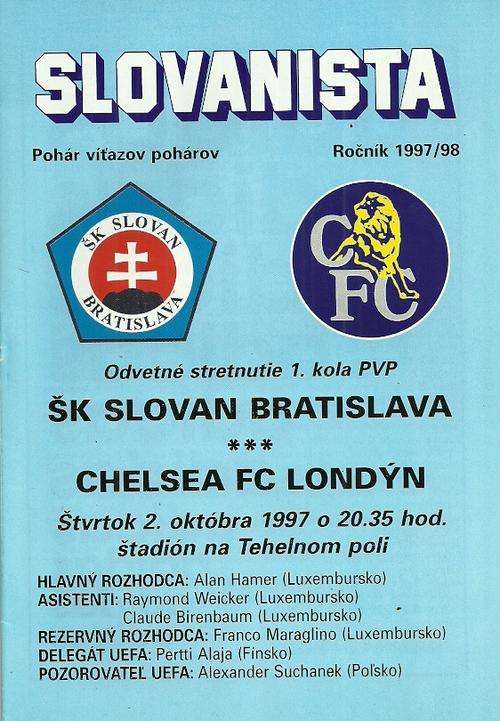 SLOVANISTA
Pohár víťazov pohárov
Ročník 1997/98
ŠK SLOVAN
BRATISLAVA
CFC
Odvetné stretnutie 1. kola PVP
ŠK SLOVAN BRATISLAVA
***
CHELSEA FC LONDÝN
Štvrtok 2. októbra 1997 o 20.35 hod.
štadión na Tehelnom poli
HLAVNÝ ROZHODCA: Alan Hamer (Luxembursko)
ASISTENTI: Raymond Weicker (Luxembursko)
Claude Birenbaum (Luxembursko)
REZERVNÝ ROZHODCA: Franco Maraglino (Luxembursko)
DELEGÁT UEFA: Pertti Alaja (Fínsko)
POZOROVATEĽ UEFA: Alexander Suchanek (Poľsko)